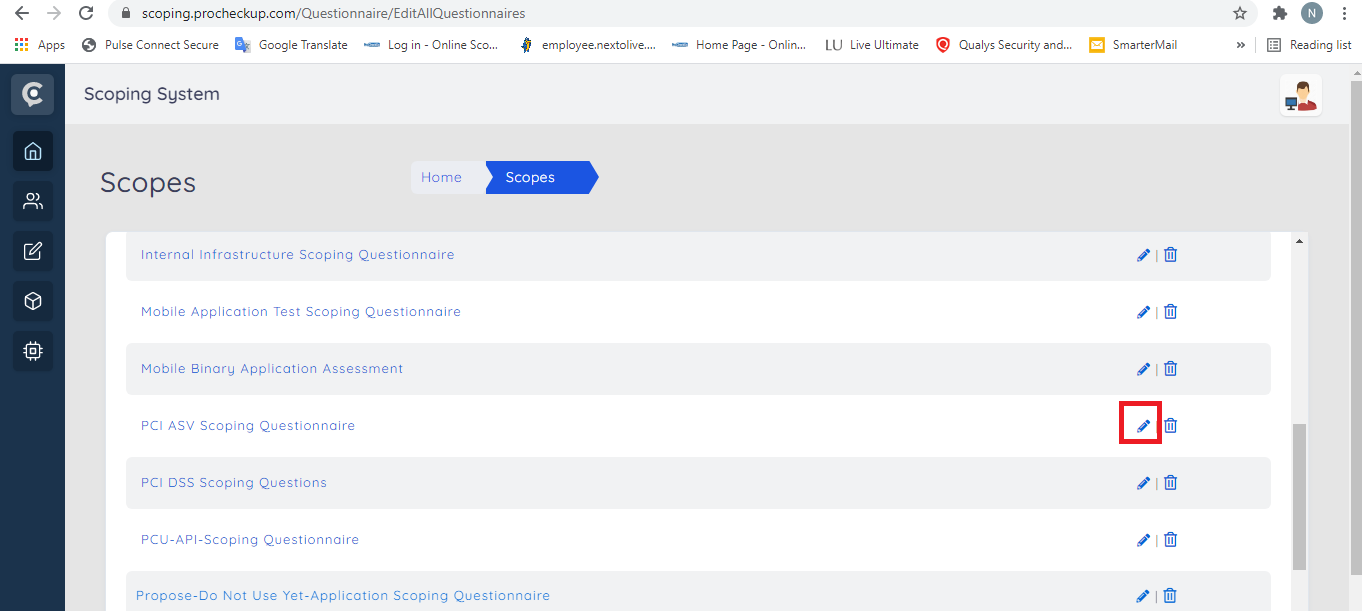 scoping.procheckup.com/Questionnaire/EditAllQuestionnaires
N
Apps Pulse Connect Secure Google Translate Log in - Online Sco... employee.nextolive.... Home Page - Onlin... LU Live Ultimate Qualys Security and... SmarterMail » Reading list
Scoping System
Scopes
Home Scopes
Internal Infrastructure Scoping Questionnaire |
Mobile Application Test Scoping Questionnaire |
Mobile Binary Application Assessment |
PCI ASV Scoping Questionnaire
PCI DSS Scoping Questions |
PCU-API-Scoping Questionnaire |
Propose-Do Not Use Yet-Application Scoping Questionnaire |